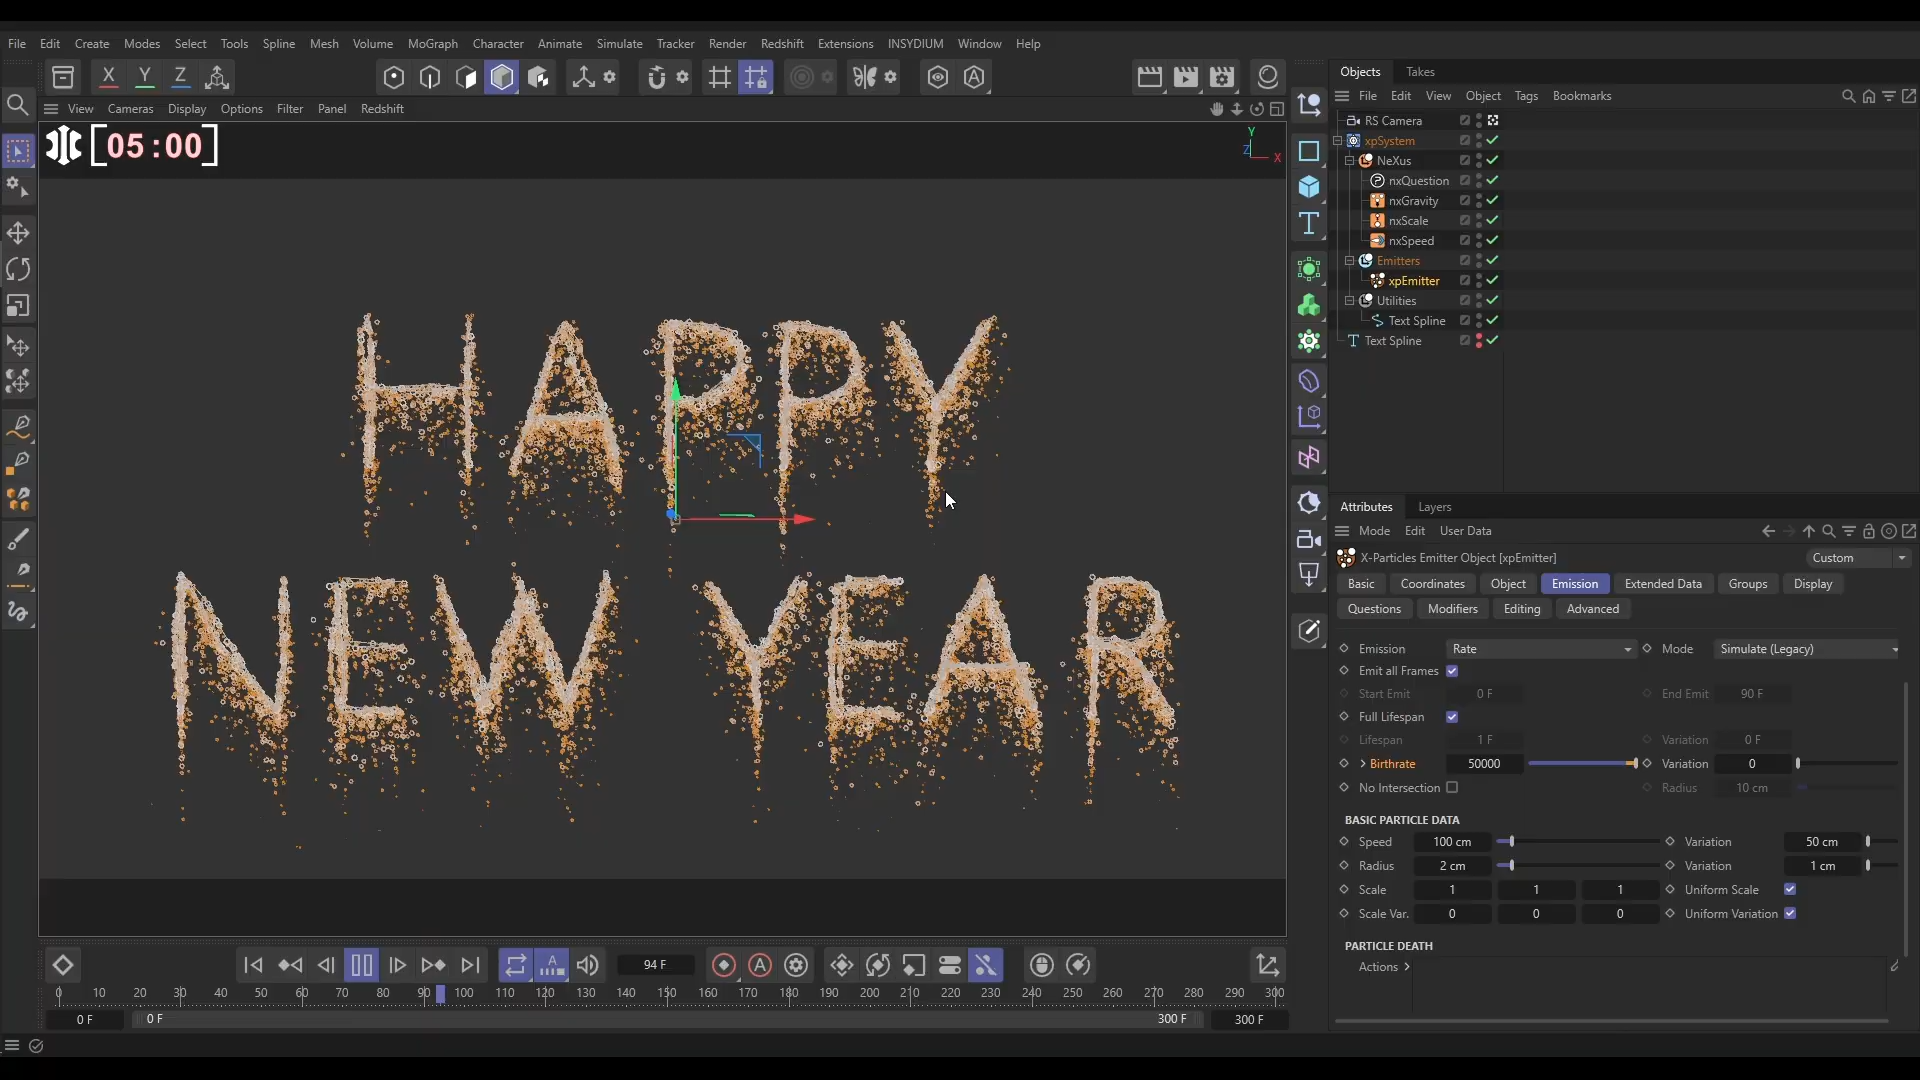 File Edit Create Modes Select Tools Spline Mesh Volume MoGraph Character Animate Simulate Tracker Render Redshift Extensions INSYDIUM Window Help
X Y Z
View Cameras Display Options Filter Panel Redshift
[05:00]
Y
Z X
HAPPY
NEW YEAR
Objects Takes
File Edit View Object Tags Bookmarks
RS Camera
xpSystem
NeXus
nxQuestion
nxGravity
nxScale
nxSpeed
Emitters
xpEmitter
Utilities
Text Spline
Text Spline
Attributes Layers
Mode Edit User Data
X-Particles Emitter Object [xpEmitter] Custom
Basic Coordinates Object Emission Extended Data Groups Display
Questions Modifiers Editing Advanced
Emission Rate Mode Simulate (Legacy)
Emit all Frames
Start Emit 0 F End Emit 90 F
Full Lifespan
Lifespan 1 F Variation 0 F
Birthrate 50000 Variation 0
No Intersection Radius 10 cm
BASIC PARTICLE DATA
Speed 100 cm Variation 50 cm
Radius 2 cm Variation 1 cm
Scale 1 1 1 Uniform Scale
Scale Var. 0 0 0 Uniform Variation
PARTICLE DEATH
Actions
94 F
0 10 20 30 40 50 60 70 80 90 100 110 120 130 140 150 160 170 180 190 200 210 220 230 240 250 260 270 280 290 300
0 F 0 F 300 F 300 F